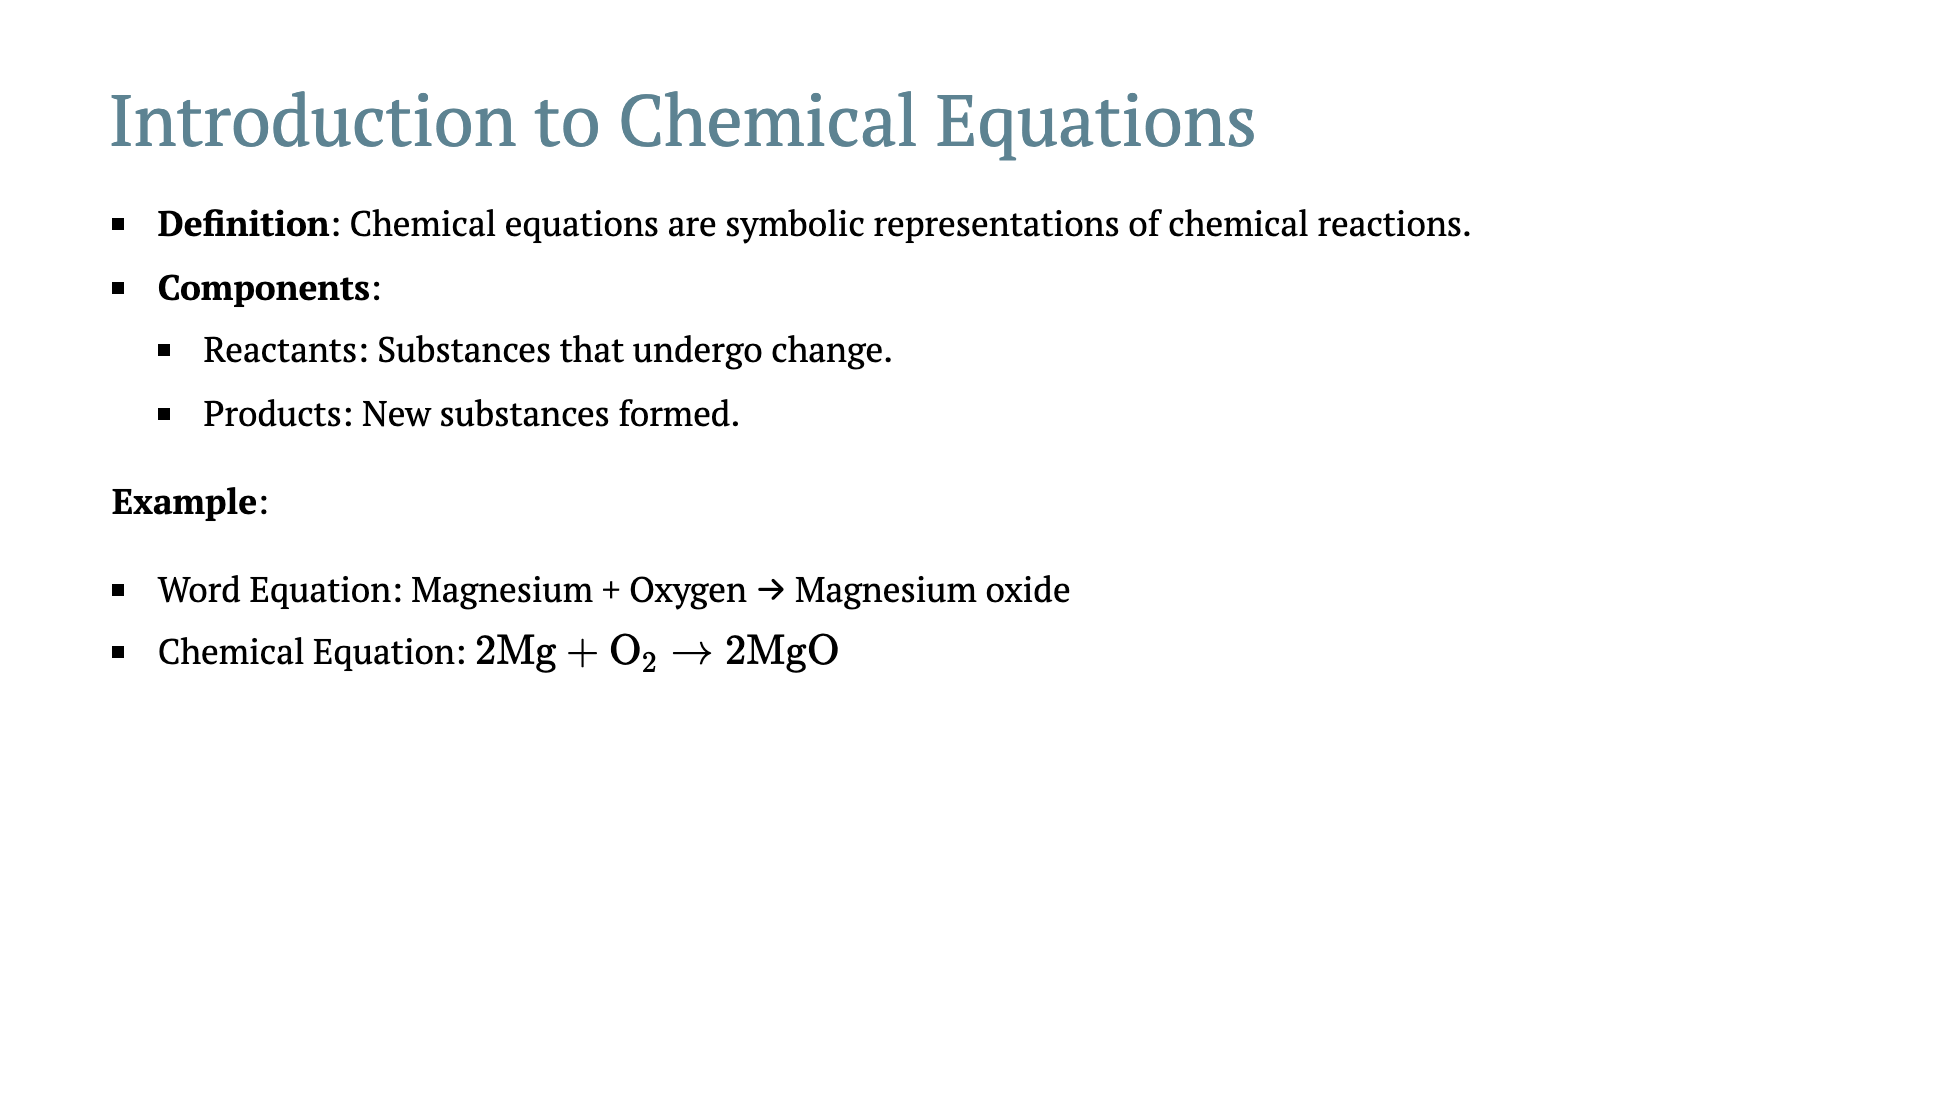 Introduction to Chemical Equations
▪ Definition: Chemical equations are symbolic representations of chemical reactions.
▪ Components:
▪ Reactants: Substances that undergo change.
▪ Products: New substances formed.
Example:
▪ Word Equation: Magnesium + Oxygen → Magnesium oxide
▪ Chemical Equation: 2Mg + O₂ → 2MgO